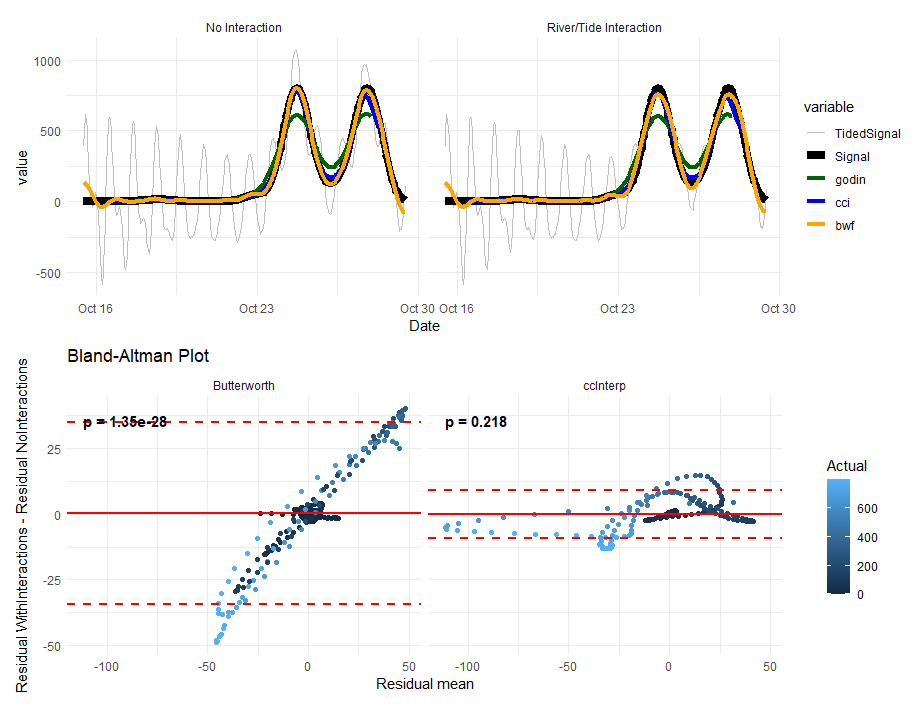 No Interaction
River/Tide Interaction
1000
500
0
-500
value
Oct 16
Oct 23
Oct 30
Oct 16
Oct 23
Oct 30
Date
variable
TidedSignal
Signal
godin
cci
bwf
Bland-Altman Plot
Butterworth
ccInterp
p = 1.35e-28
p = 0.218
25
0
-25
-50
Residual WithInteractions - Residual NoInteractions
-100
-50
0
50
-100
-50
0
50
Residual mean
Actual
600
400
200
0